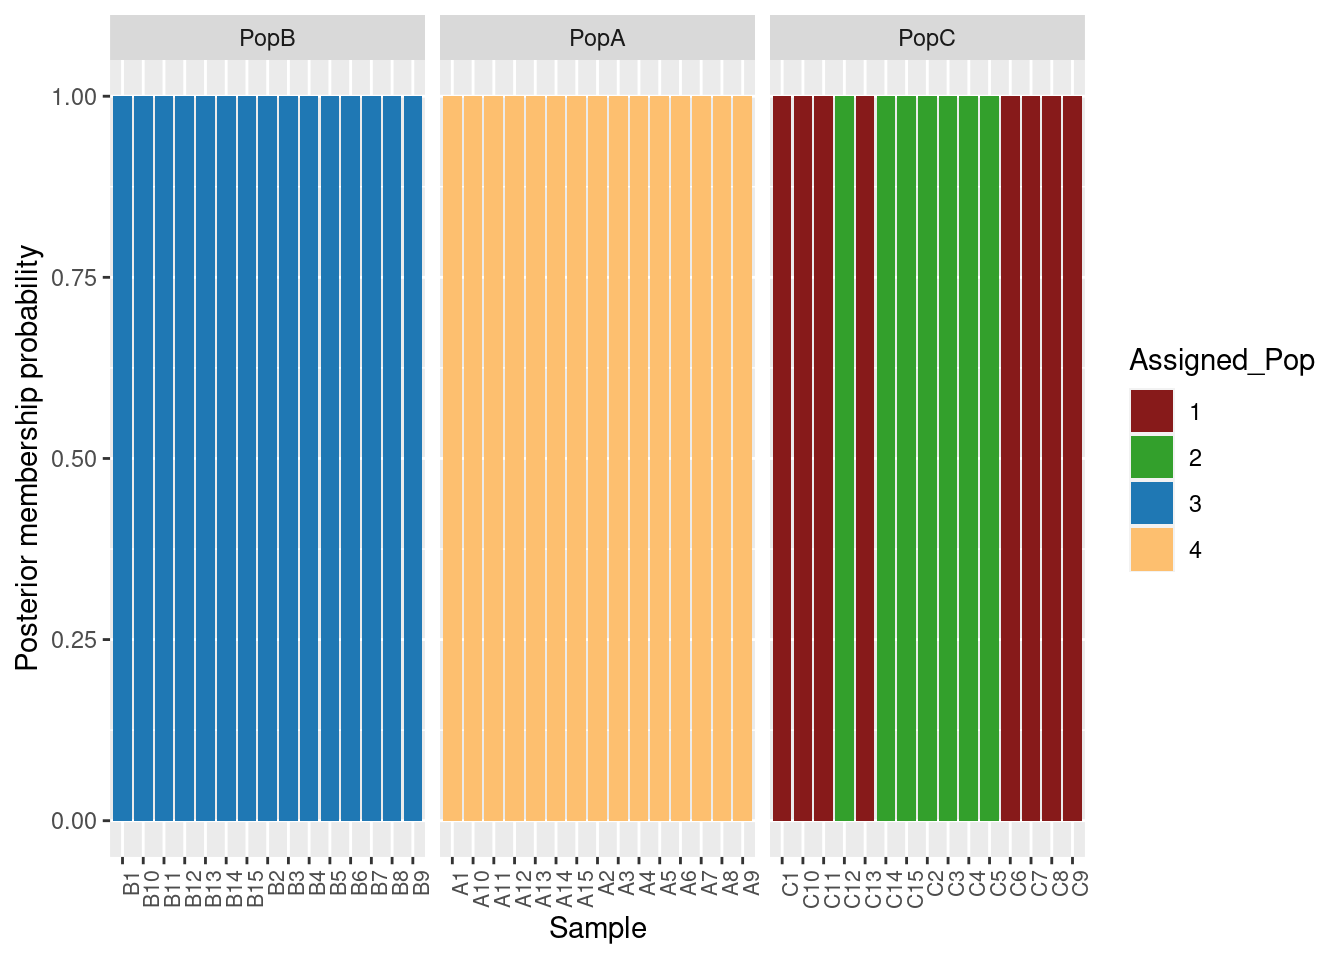 PopB PopA PopC
1.00
0.75
0.50
0.25
0.00
Posterior membership probability
B1 B10 B11 B12 B13 B14 B15 B2 B3 B4 B5 B6 B7 B8 B9 A1 A10 A11 A12 A13 A14 A15 A2 A3 A4 A5 A6 A7 A8 A9 C1 C10 C11 C12 C13 C14 C15 C2 C3 C4 C5 C6 C7 C8 C9
Sample
Assigned_Pop
1
2
3
4